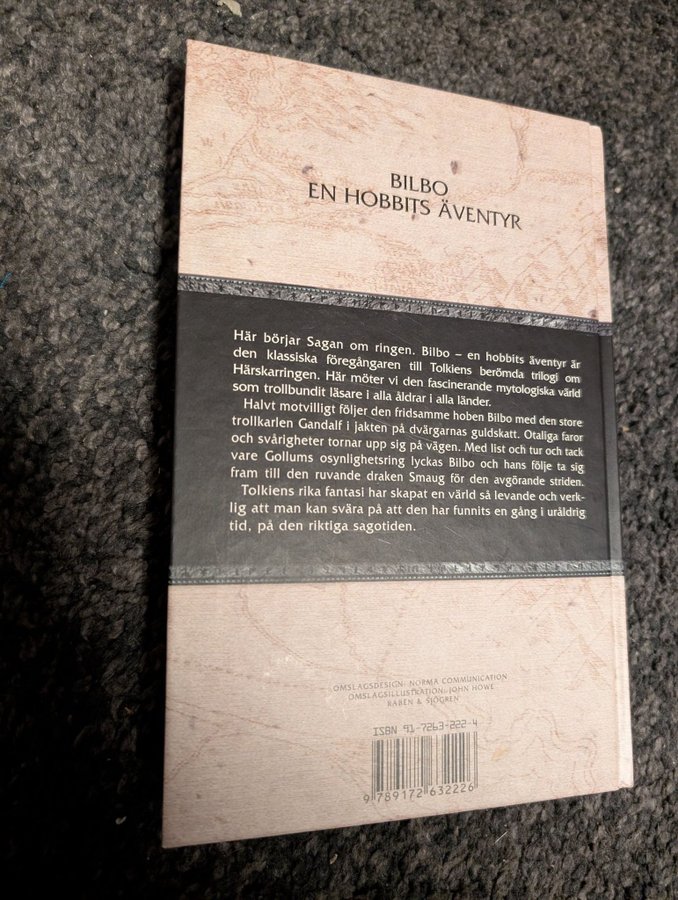 BILBO
EN HOBBITS ÄVENTYR
Här börjar Sagan om ringen. Bilbo – en hobbits äventyr är
den klassiska föregångaren till Tolkiens berömda trilogi om
Härskarringen. Här möter vi den fascinerande mytologiska värld
som trollbundit läsare i alla åldrar i alla länder.
Halvt motvilligt följer den fridsamme hoben Bilbo med den store
trollkarlen Gandalf i jakten på dvärgarnas guldskatt. Otaliga faror
och svårigheter tornar upp sig på vägen. Med list och tur och tack
vare Gollums osynlighetsring lyckas Bilbo och hans följe ta sig
fram till den ruvande draken Smaug för den avgörande striden.
Tolkiens rika fantasi har skapat en värld så levande och verk-
lig att man kan svära på att den har funnits en gång i uråldrig
tid, på den riktiga sagotiden.
OMSLAGSDESIGN: NORMA COMMUNICATION
OMSLAGSILLUSTRATION: JOHN HOWE
RABÉN & SJÖGREN
ISBN 91-7263-222-4
9 789172 632226